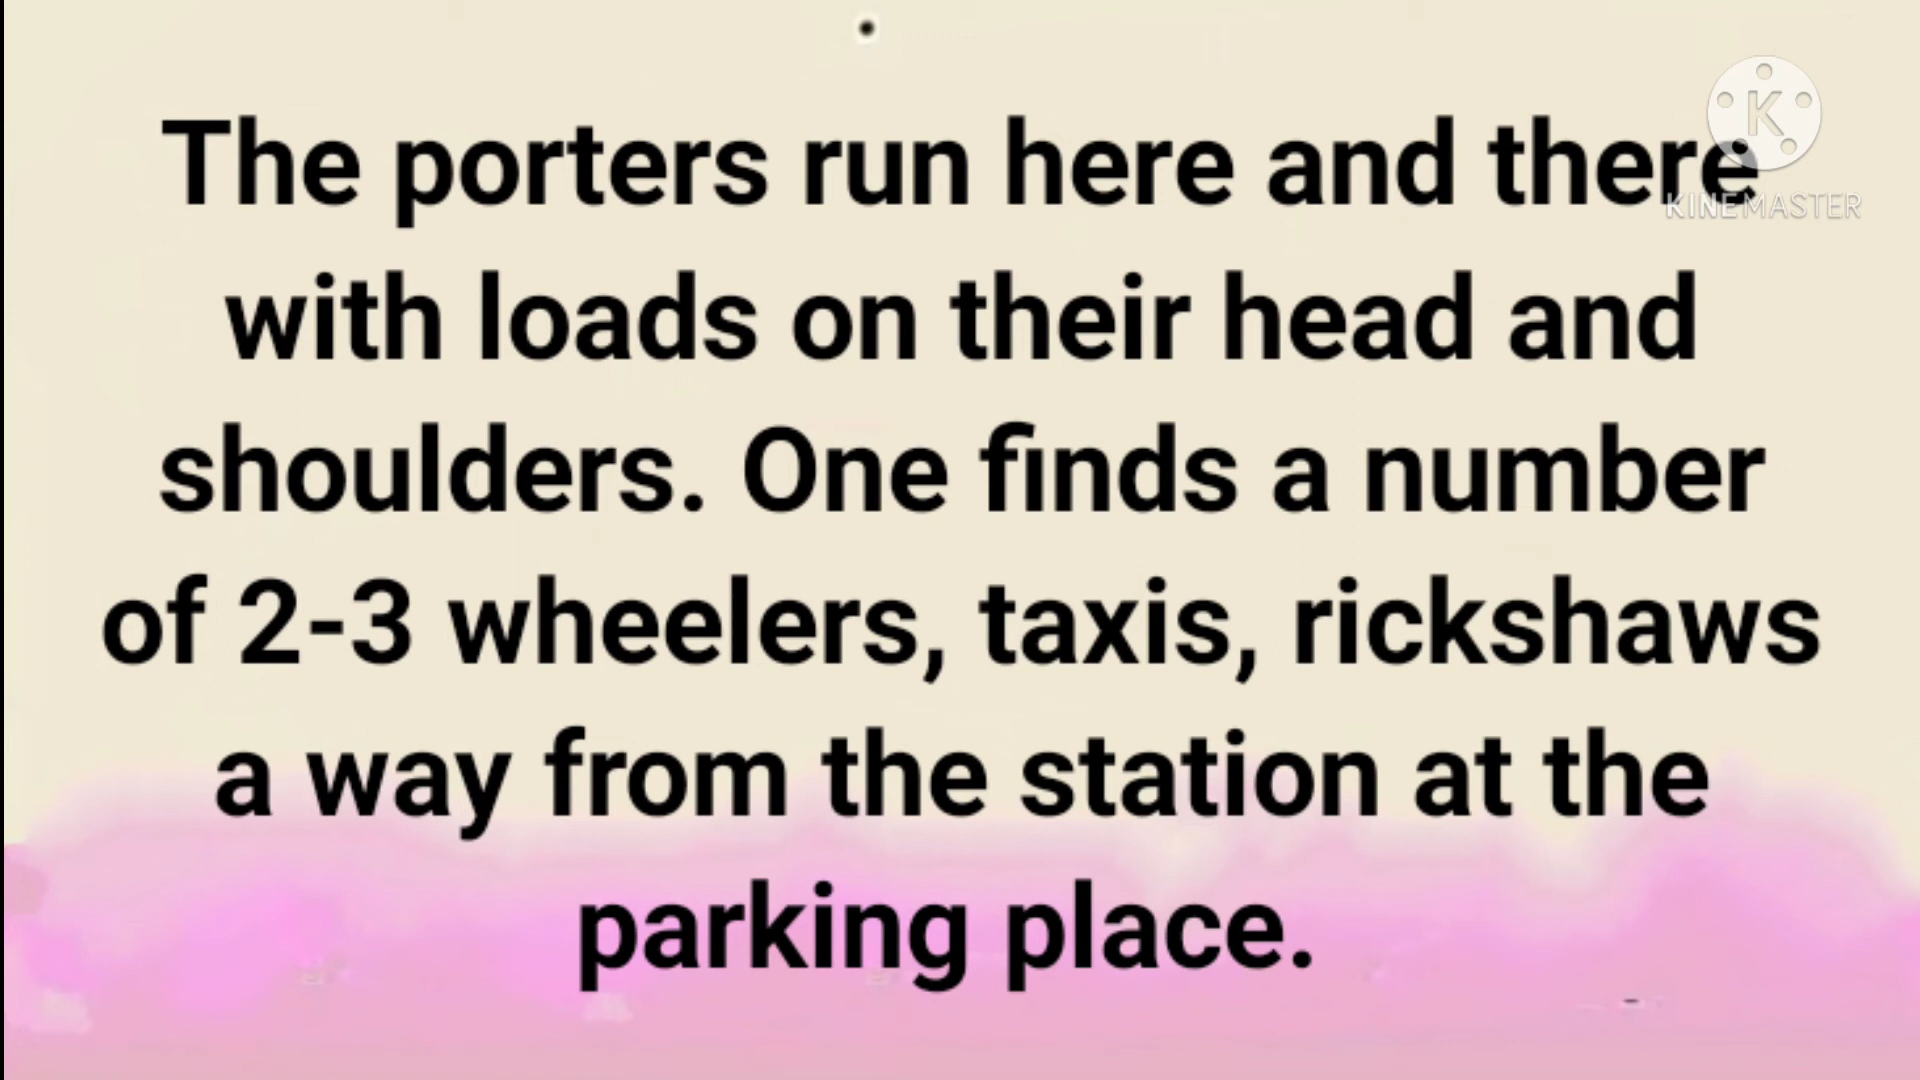 The porters run here and there
K
KINEMASTER
with loads on their head and
shoulders. One finds a number
of 2-3 wheelers, taxis, rickshaws
a way from the station at the
parking place.